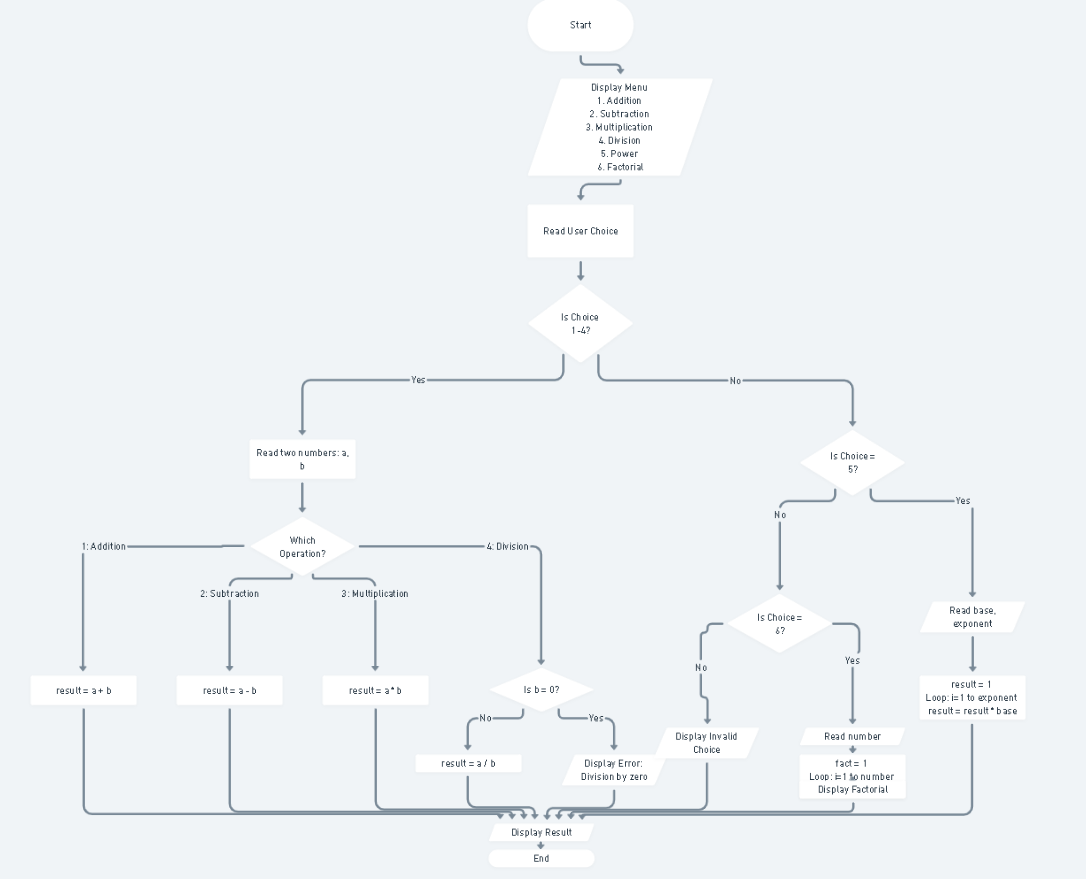 Start
Display Menu
1. Addition
2. Subtraction
3. Multiplication
4. Division
5. Power
6. Factorial
Read User Choice
Is Choice
1-4?
Yes
No
Read two numbers: a,
b
Is Choice =
5?
No
Yes
Which
Operation?
1: Addition
4: Division
2: Subtraction
3: Multiplication
Is Choice =
6?
Read base,
exponent
No
Yes
result = a + b
result = a - b
result = a * b
Is b = 0?
result = 1
Loop: i=1 to exponent
result = result * base
No
Yes
Display Invalid
Choice
Read number
result = a / b
Display Error:
Division by zero
fact = 1
Loop: i=1 to number
Display Factorial
Display Result
End